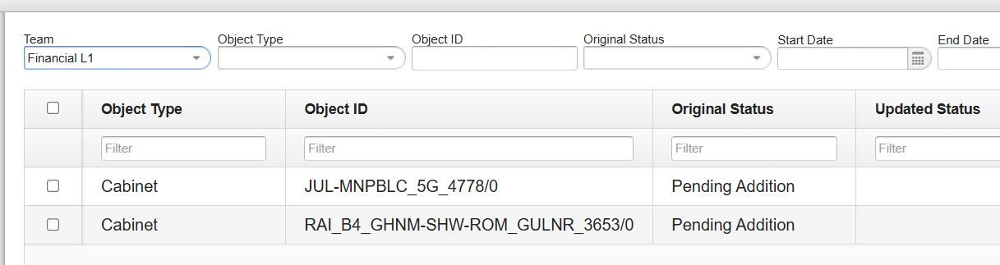 Team Object Type Object ID Original Status Start Date End Date
Financial L1
Object Type Object ID Original Status Updated Status
Filter Filter Filter Filter
Cabinet JUL-MNPBLC_5G_4778/0 Pending Addition
Cabinet RAI_B4_GHNM-SHW-ROM_GULNR_3653/0 Pending Addition